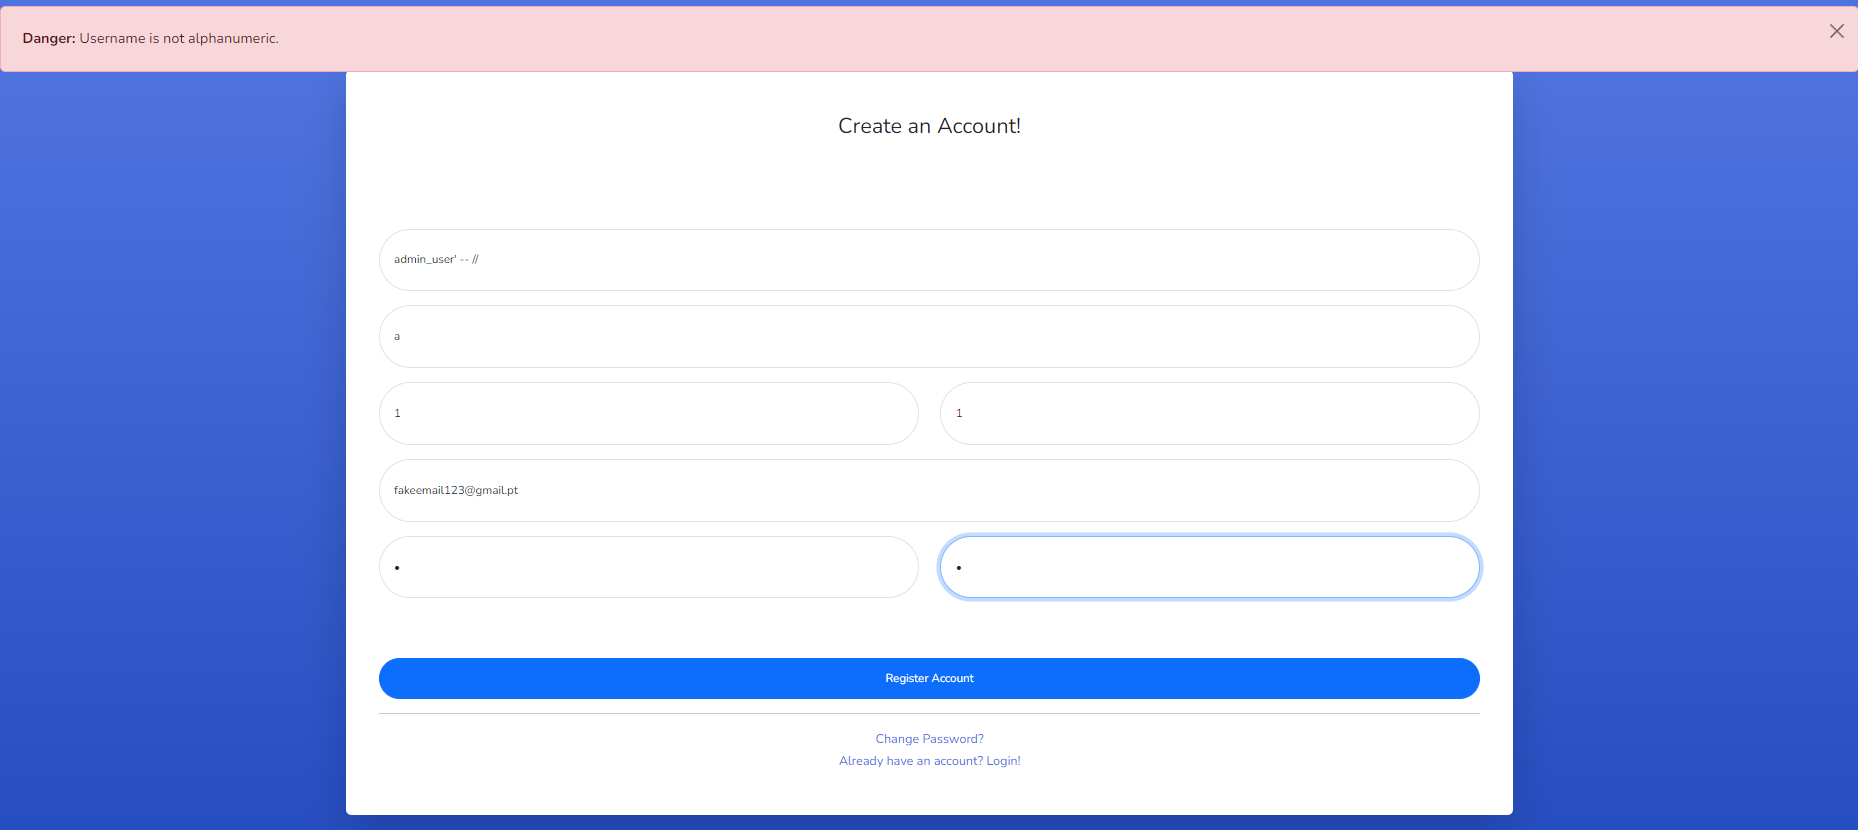 Danger: Username is not alphanumeric.
Create an Account!
admin_user' -- //
a
1 1
fakeemail123@gmail.pt
• •
Register Account
Change Password?
Already have an account? Login!